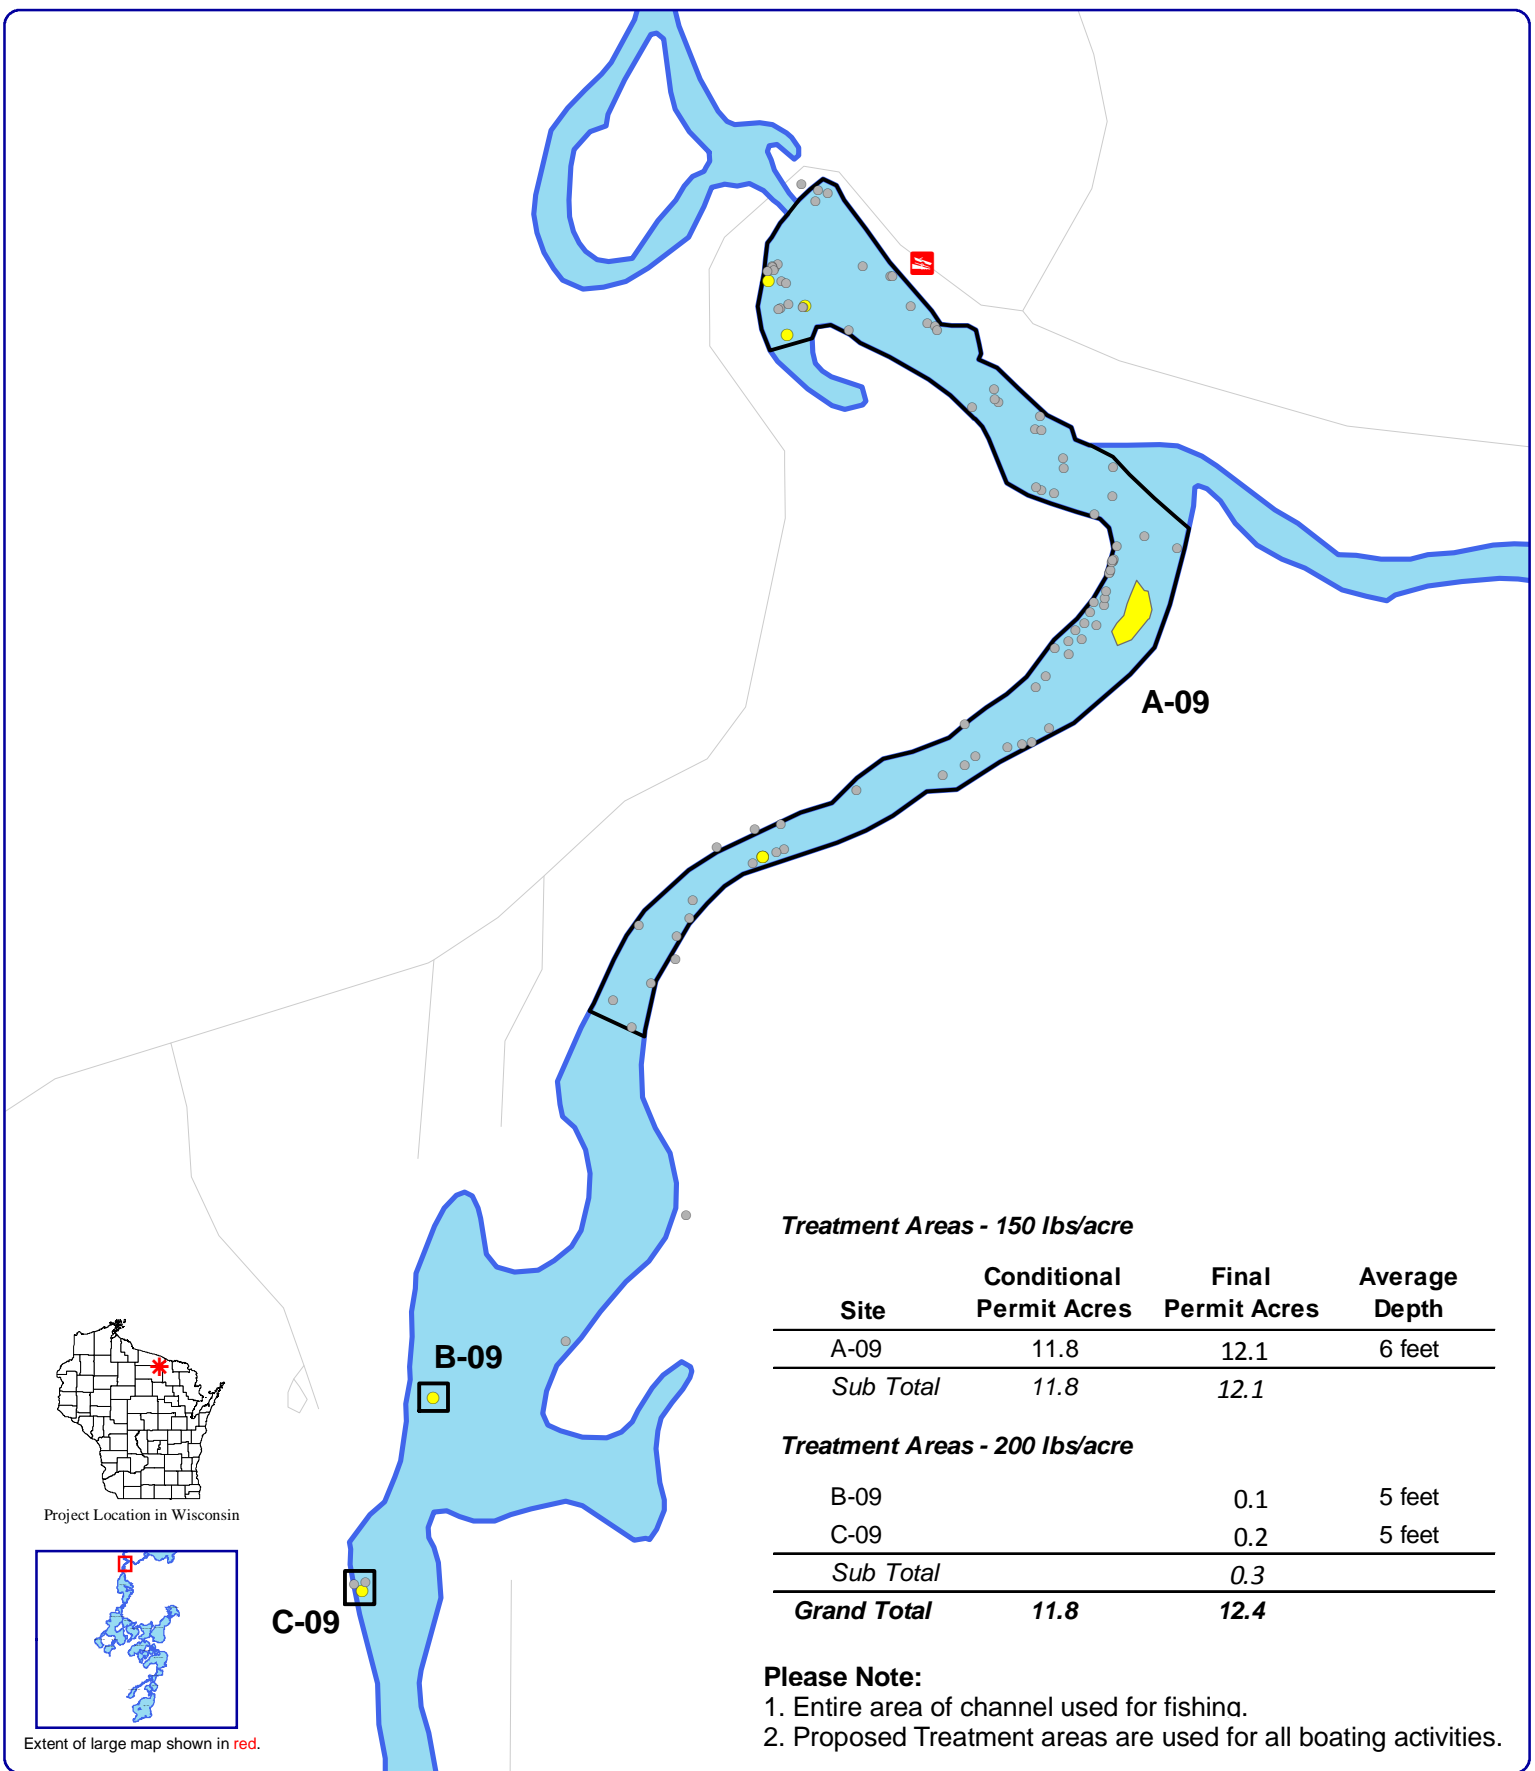 A-09
Treatment Areas - 150 lbs/acre
Conditional Final Average
Site Permit Acres Permit Acres Depth
A-09 11.8 12.1 6 feet
Sub Total 11.8 12.1
B-09
Treatment Areas - 200 lbs/acre
B-09 0.1 5 feet
C-09 0.2 5 feet
Sub Total 0.3
Grand Total 11.8 12.4
Project Location in Wisconsin
C-09
Please Note:
1. Entire area of channel used for fishing.
2. Proposed Treatment areas are used for all boating activities.
Extent of large map shown in red.